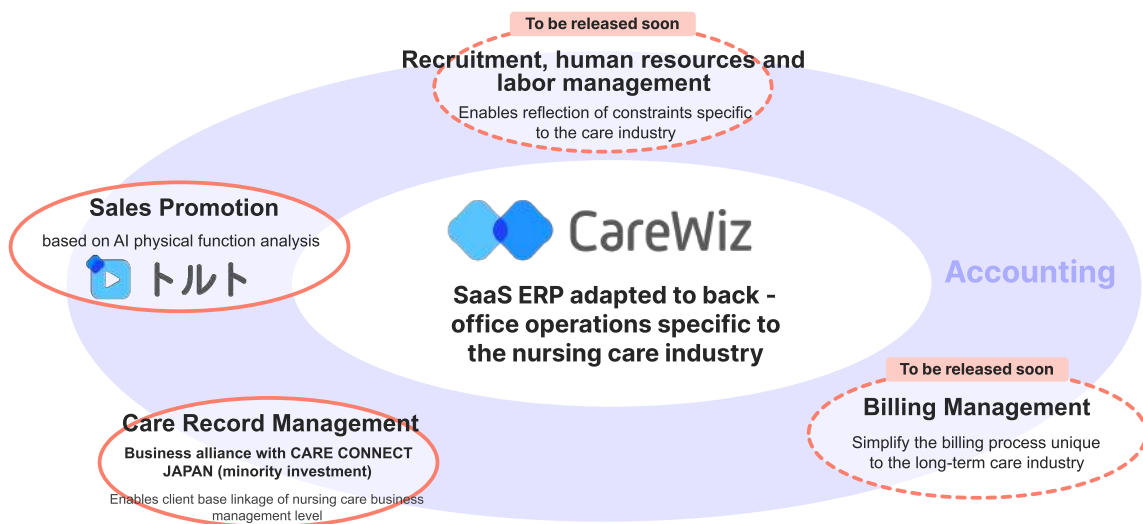 To be released soon
Recruitment, human resources and
labor management
Enables reflection of constraints specific
to the care industry
Sales Promotion
based on AI physical function analysis
トルト
CareWiz
SaaS ERP adapted to back -
office operations specific to
the nursing care industry
Accounting
To be released soon
Billing Management
Simplify the billing process unique
to the long-term care industry
Care Record Management
Business alliance with CARE CONNECT
JAPAN (minority investment)
Enables client base linkage of nursing care business
management level